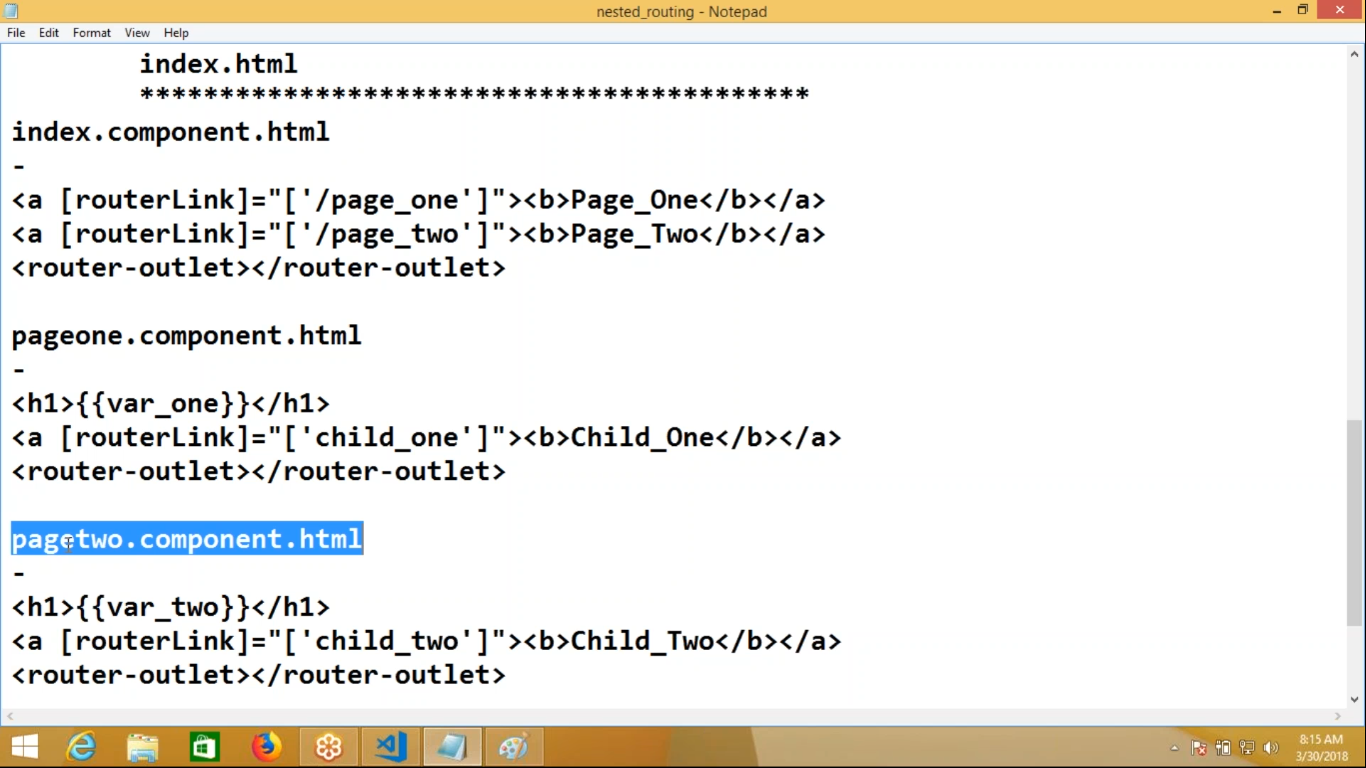 nested_routing - Notepad
File Edit Format View Help
index.html
******************************************
index.component.html
-
<a [routerLink]="['/page_one']"><b>Page_One</b></a>
<a [routerLink]="['/page_two']"><b>Page_Two</b></a>
<router-outlet></router-outlet>
pageone.component.html
-
<h1>{{var_one}}</h1>
<a [routerLink]="['child_one']"><b>Child_One</b></a>
<router-outlet></router-outlet>
pagetwo.component.html
-
<h1>{{var_two}}</h1>
<a [routerLink]="['child_two']"><b>Child_Two</b></a>
<router-outlet></router-outlet>
8:15 AM
3/30/2018